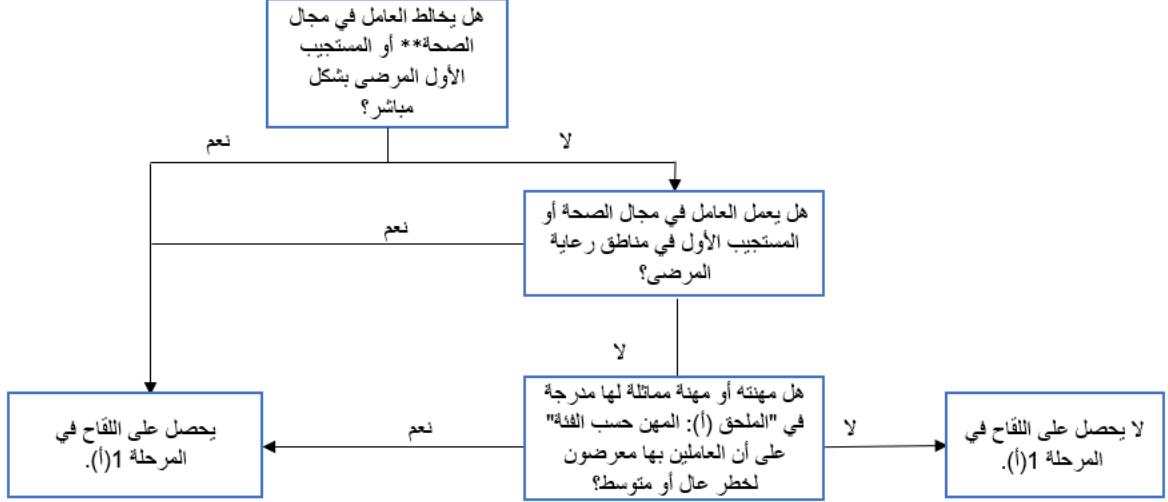 هل يخالط العامل في مجال
الصحة** أو المستجيب
الأول المرضى بشكل
مباشر؟
نعم
لا
هل يعمل العامل في مجال الصحة أو
المستجيب الأول في مناطق رعاية
المرضى؟
نعم
لا
هل مهنته أو مهنة مماثلة لها مدرجة
في "الملحق (أ): المهن حسب الفئة"
على أن العاملين بها معرضون
لخطر عال أو متوسط؟
لا
نعم
لا يحصل على اللقاح في
المرحلة 1(أ).
يحصل على اللقاح في
المرحلة 1(أ).